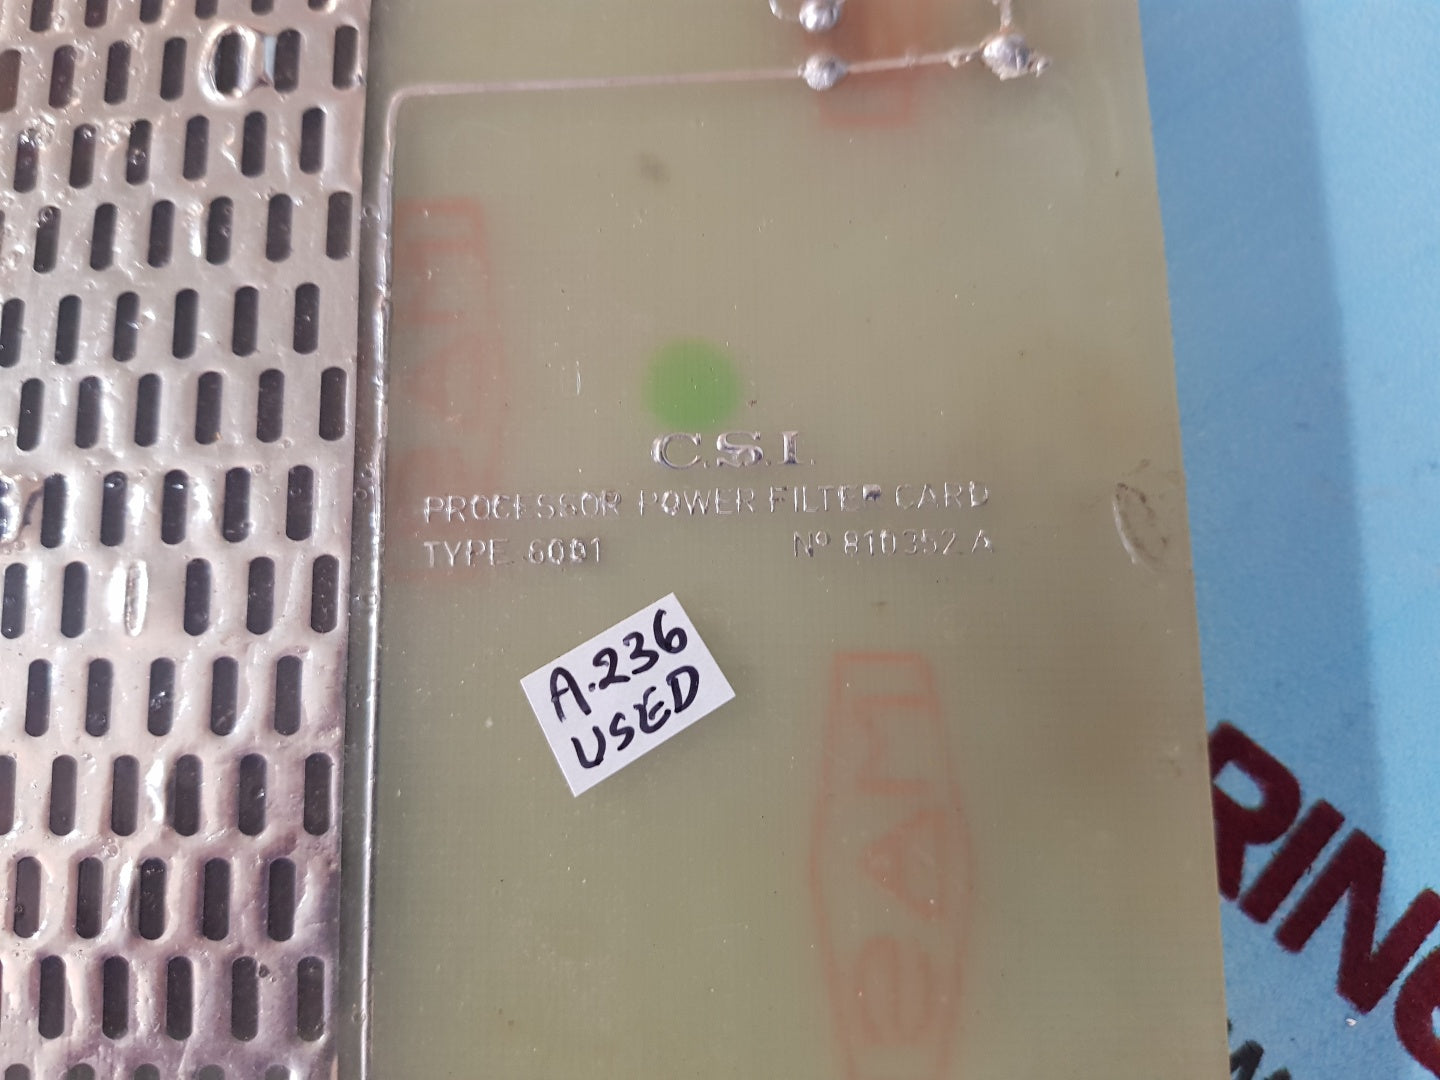 C.S.I.
PROCESSOR POWER FILTER CARD
TYPE 6001 Nº 810352 A
A.236
USED